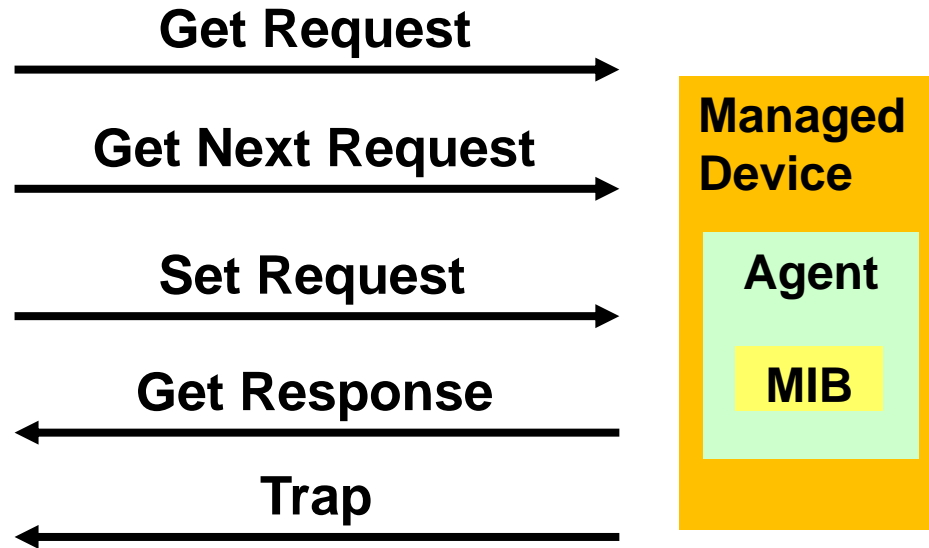 Get Request
Get Next Request
Set Request
Get Response
Trap
Managed
Device
Agent
MIB